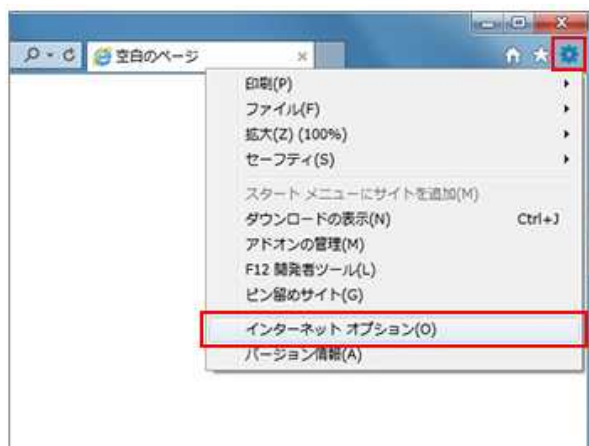 空白のページ
印刷(P)
ファイル(F)
拡大(Z) (100%)
セーフティ(S)
スタート メニューにサイトを追加(M)
ダウンロードの表示(N) Ctrl+J
アドオンの管理(M)
F12 開発者ツール(L)
ピン留めサイト(G)
インターネット オプション(O)
バージョン情報(A)